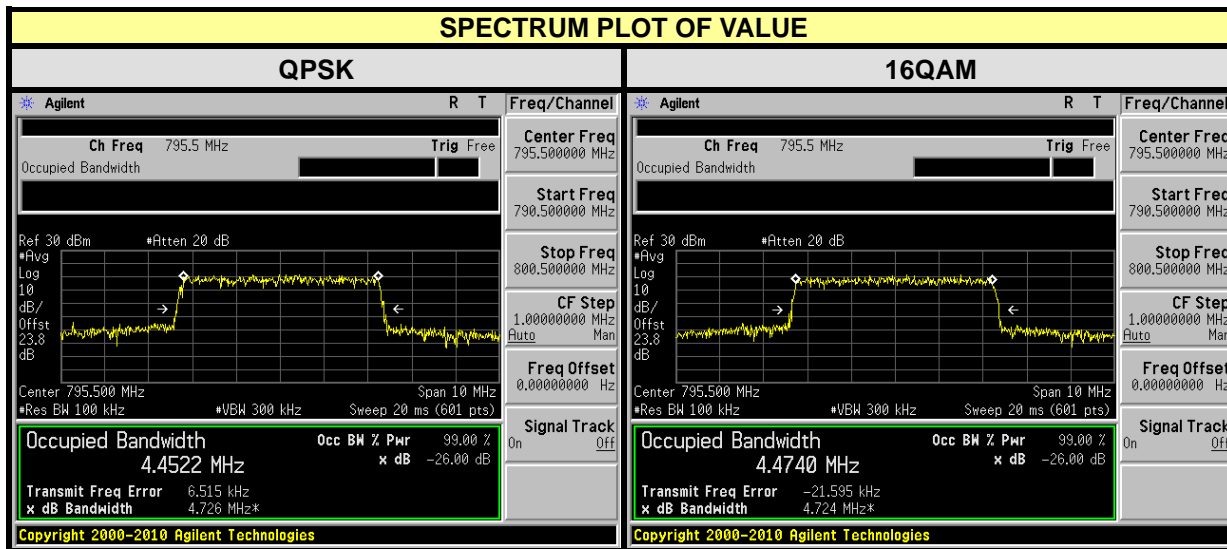 SPECTRUM PLOT OF VALUE
QPSK
Agilent R T
Ch Freq 795.5 MHz Trig Free
Occupied Bandwidth
Ref 30 dBm #Atten 20 dB
#Avg
Log
10
dB/
Offst
23.8
dB
Center 795.500 MHz Span 10 MHz
#Res BW 100 kHz #VBW 300 kHz Sweep 20 ms (601 pts)
Occupied Bandwidth Occ BW % Pwr 99.00 %
4.4522 MHz x dB -26.00 dB
Transmit Freq Error 6.515 kHz
x dB Bandwidth 4.726 MHz*
Copyright 2000-2010 Agilent Technologies
Freq/Channel
Center Freq
795.500000 MHz
Start Freq
790.500000 MHz
Stop Freq
800.500000 MHz
CF Step
1.00000000 MHz
Auto Man
Freq Offset
0.00000000 Hz
Signal Track
On Off
16QAM
Agilent R T
Ch Freq 795.5 MHz Trig Free
Occupied Bandwidth
Ref 30 dBm #Atten 20 dB
#Avg
Log
10
dB/
Offst
23.8
dB
Center 795.500 MHz Span 10 MHz
#Res BW 100 kHz #VBW 300 kHz Sweep 20 ms (601 pts)
Occupied Bandwidth Occ BW % Pwr 99.00 %
4.4740 MHz x dB -26.00 dB
Transmit Freq Error -21.595 kHz
x dB Bandwidth 4.724 MHz*
Copyright 2000-2010 Agilent Technologies
Freq/Channel
Center Freq
795.500000 MHz
Start Freq
790.500000 MHz
Stop Freq
800.500000 MHz
CF Step
1.00000000 MHz
Auto Man
Freq Offset
0.00000000 Hz
Signal Track
On Off